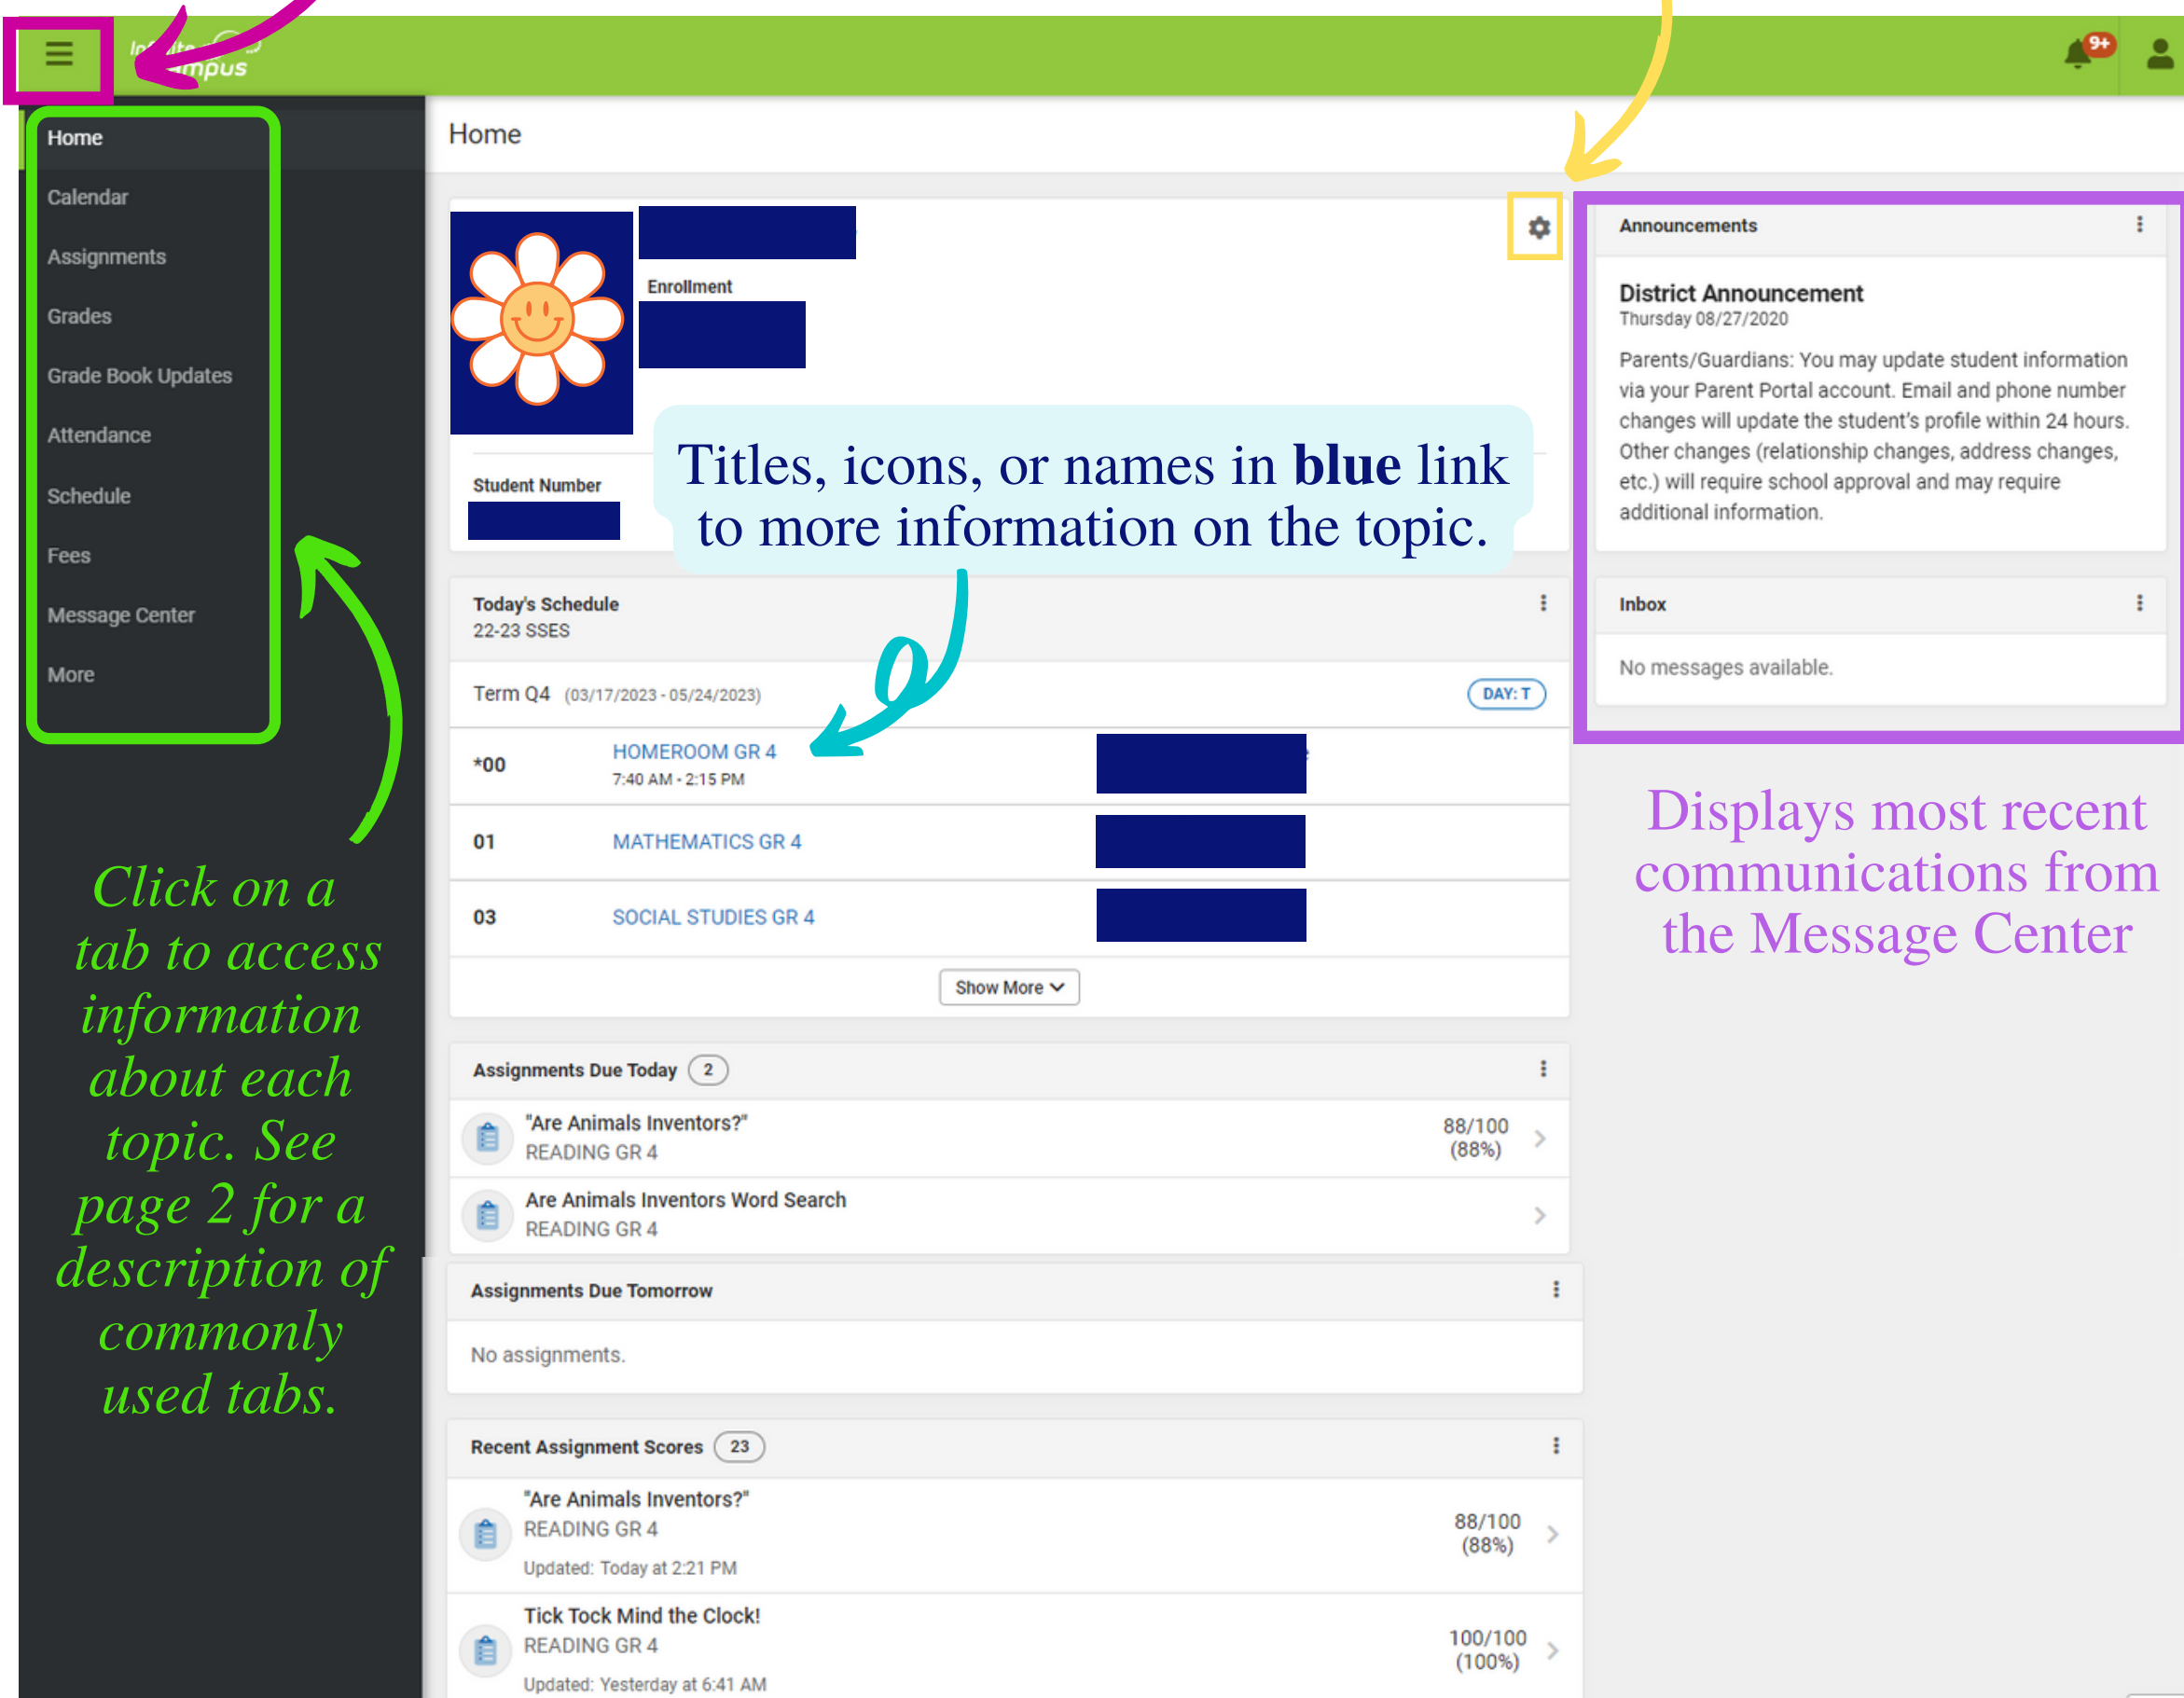 Campus
9+
Home
Calendar
Assignments
Grades
Grade Book Updates
Attendance
Schedule
Fees
Message Center
More
Click on a
tab to access
information
about each
topic. See
page 2 for a
description of
commonly
used tabs.
Home
Enrollment
Student Number
Titles, icons, or names in blue link
to more information on the topic.
Today's Schedule
22-23 SSES
Term Q4 (03/17/2023 - 05/24/2023)
DAY: T
*00 HOMEROOM GR 4
7:40 AM - 2:15 PM
01 MATHEMATICS GR 4
03 SOCIAL STUDIES GR 4
Show More
Assignments Due Today 2
"Are Animals Inventors?"
READING GR 4
88/100
(88%)
Are Animals Inventors Word Search
READING GR 4
Assignments Due Tomorrow
No assignments.
Recent Assignment Scores 23
"Are Animals Inventors?"
READING GR 4
Updated: Today at 2:21 PM
88/100
(88%)
Tick Tock Mind the Clock!
READING GR 4
Updated: Yesterday at 6:41 AM
100/100
(100%)
Announcements
District Announcement
Thursday 08/27/2020
Parents/Guardians: You may update student information
via your Parent Portal account. Email and phone number
changes will update the student's profile within 24 hours.
Other changes (relationship changes, address changes,
etc.) will require school approval and may require
additional information.
Inbox
No messages available.
Displays most recent
communications from
the Message Center